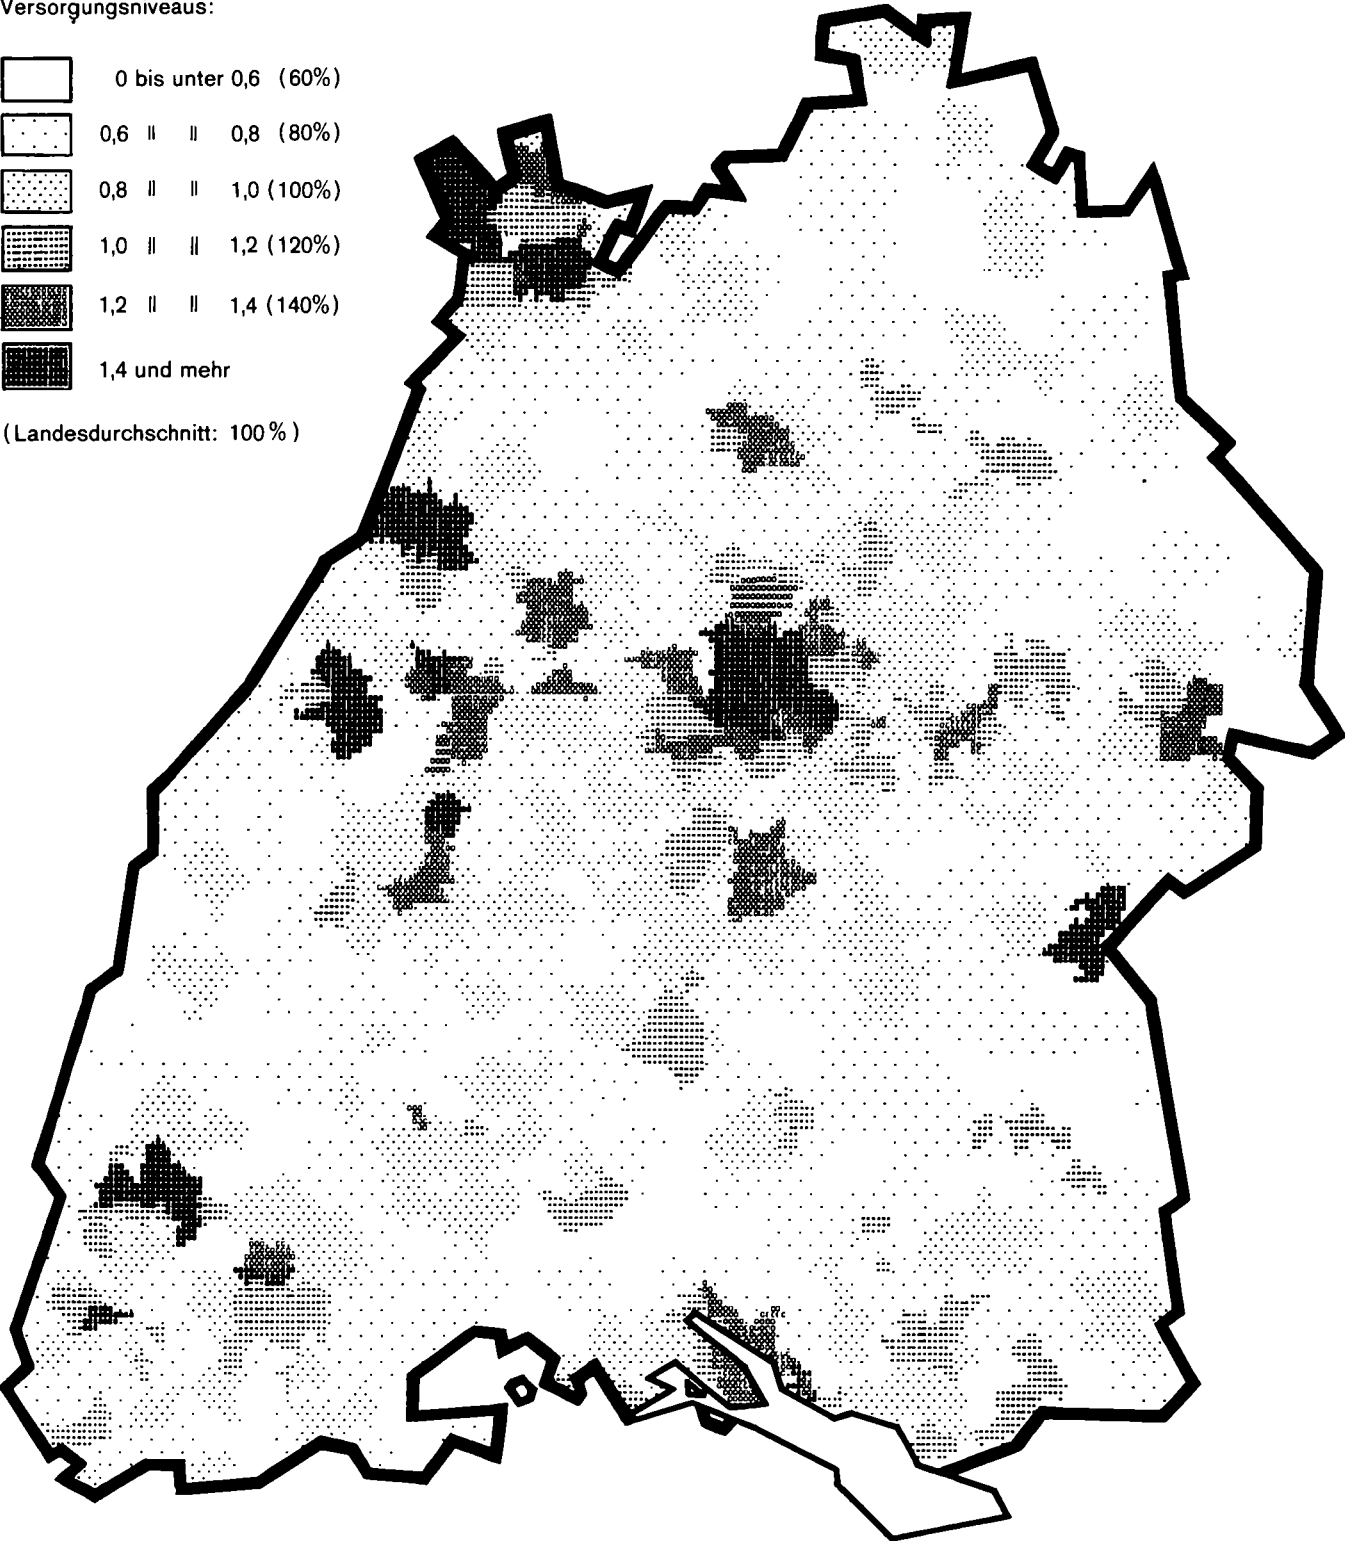 Versorgungsniveaus:
0 bis unter 0,6 (60%)
0,6 " " 0,8 (80%)
0,8 " " 1,0 (100%)
1,0 " " 1,2 (120%)
1,2 " " 1,4 (140%)
1,4 und mehr
(Landesdurchschnitt: 100 %)